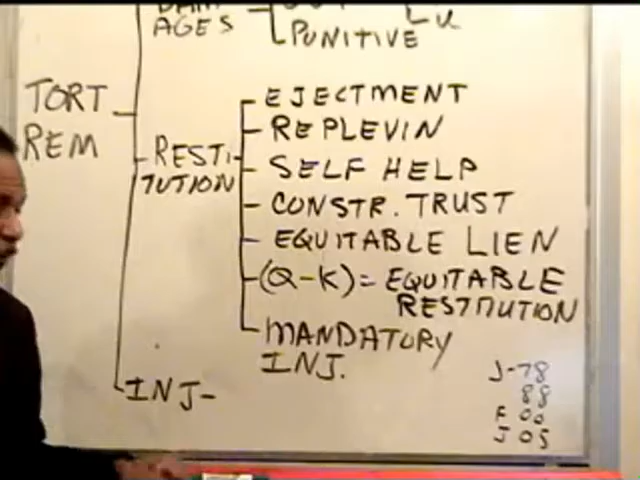 AGES
PUNITIVE
TORT
REM
EJECTMENT
REPLEVIN
RESTI-
TUTION
SELF HELP
CONSTR. TRUST
EQUITABLE LIEN
(Q-K) = EQUITABLE
RESTITUTION
MANDATORY
INJ.
INJ-
J-78
88
F 00
J 05